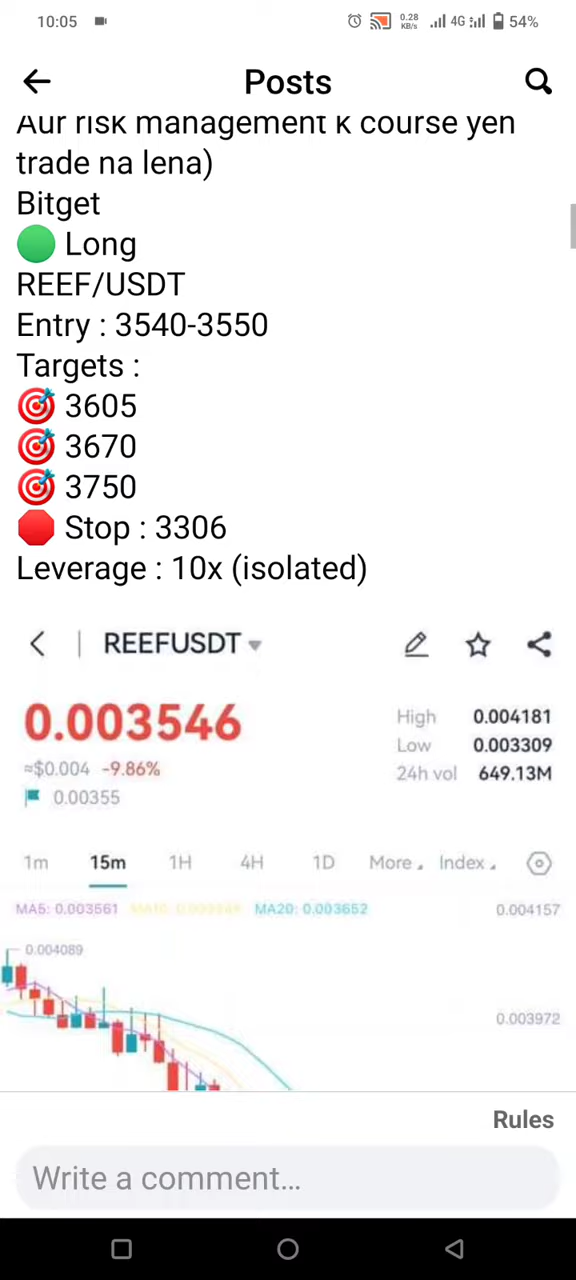 10:05
0.28
KB/s
4G
54%
Posts
Aur risk management k course yen
trade na lena)
Bitget
Long
REEF/USDT
Entry : 3540-3550
Targets :
3605
3670
3750
Stop : 3306
Leverage : 10x (isolated)
REEFUSDT
0.003546
High 0.004181
Low 0.003309
≈$0.004 -9.86%
24h vol 649.13M
0.00355
1m 15m 1H 4H 1D More Index
MA5: 0.003561 MA20: 0.003652 0.004157
0.004089
0.003972
Rules
Write a comment...